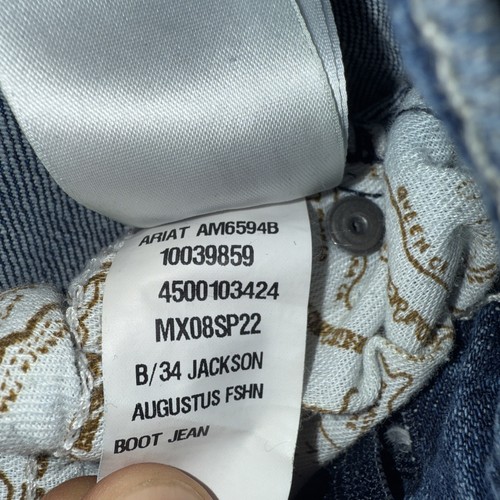 ARIAT AM6594B
10039859
4500103424
MX08SP22
B/34 JACKSON
AUGUSTUS FSHN
BOOT JEAN